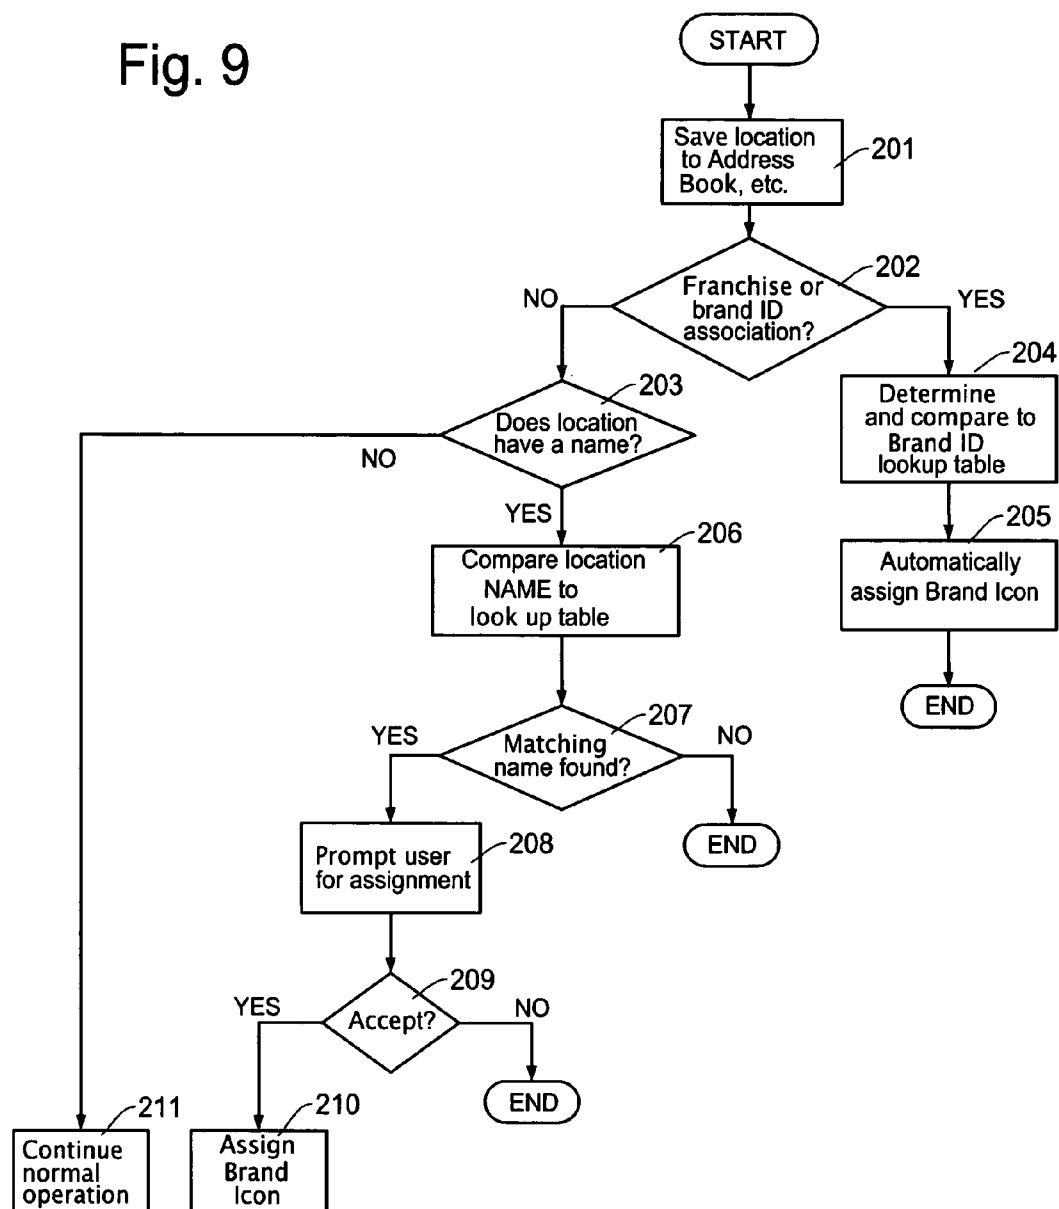 Fig. 9
START
Save location
to Address
Book, etc.
201
Franchise or
brand ID
association?
202
NO
YES
203
Does location
have a name?
204
Determine
and compare to
Brand ID
lookup table
NO
YES
205
Automatically
assign Brand Icon
206
Compare location
NAME to
look up table
END
207
Matching
name found?
YES
NO
208
Prompt user
for assignment
END
209
Accept?
YES
NO
END
211
Continue
normal
operation
210
Assign
Brand
Icon